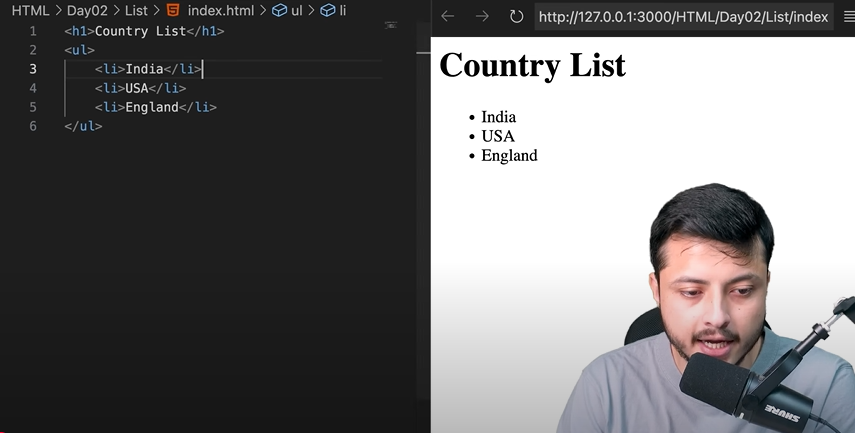 HTML > Day02 > List > index.html > ul > li
1 <h1>Country List</h1>
2 <ul>
3 <li>India</li>
4 <li>USA</li>
5 <li>England</li>
6 </ul>
http://127.0.0.1:3000/HTML/Day02/List/index
Country List
• India
• USA
• England
SHURE